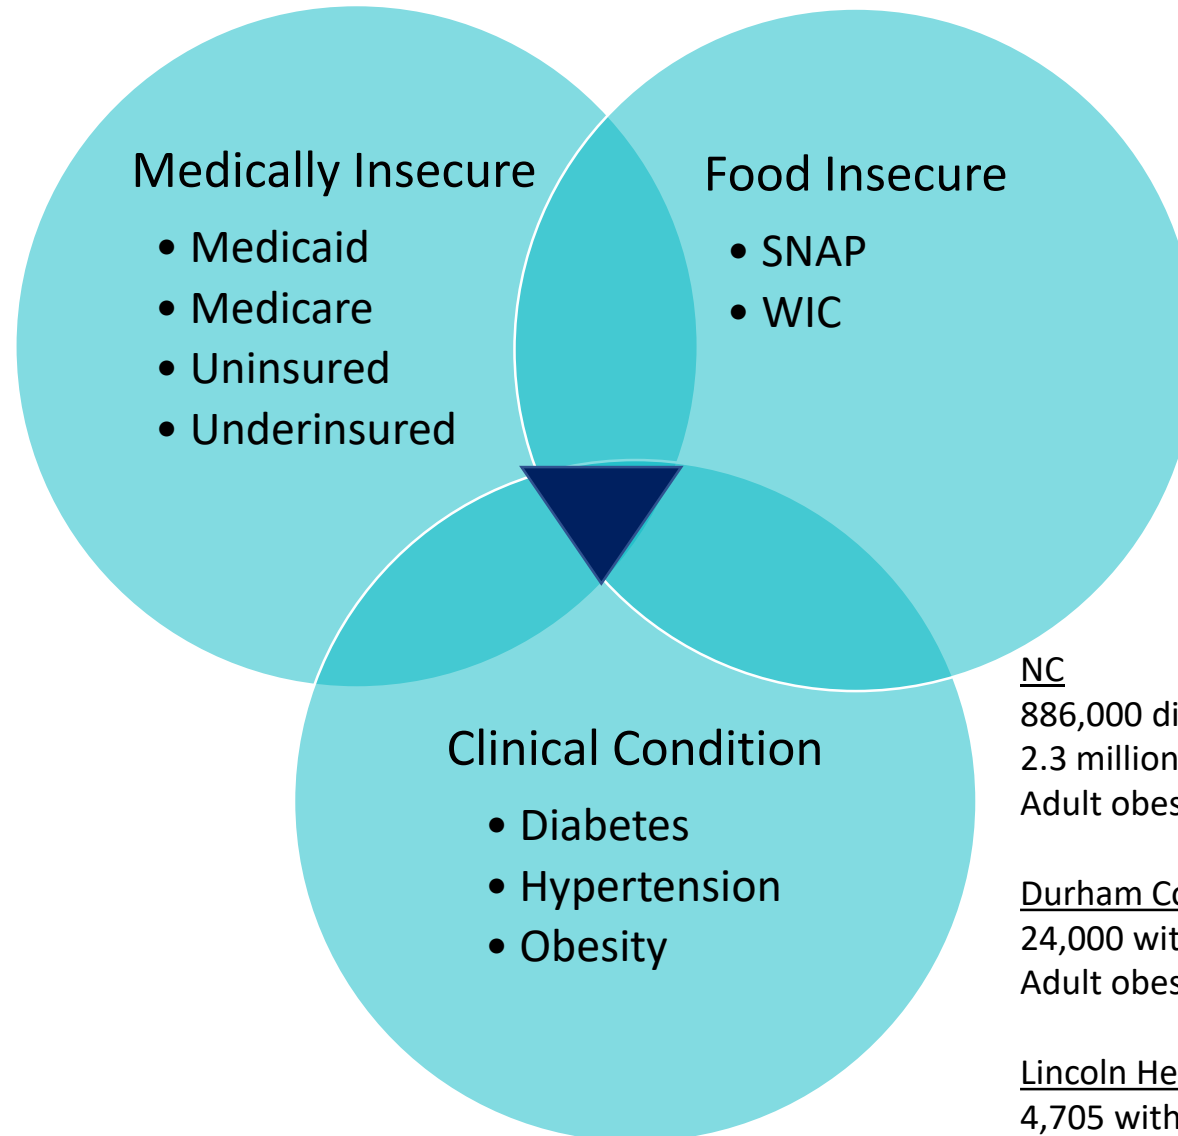 Medically Insecure
• Medicaid
• Medicare
• Uninsured
• Underinsured
Food Insecure
• SNAP
• WIC
Clinical Condition
• Diabetes
• Hypertension
• Obesity
NC
886,000
2.3 million
Adult
Durham
24,000
Adult
Lincoln
4,705 with